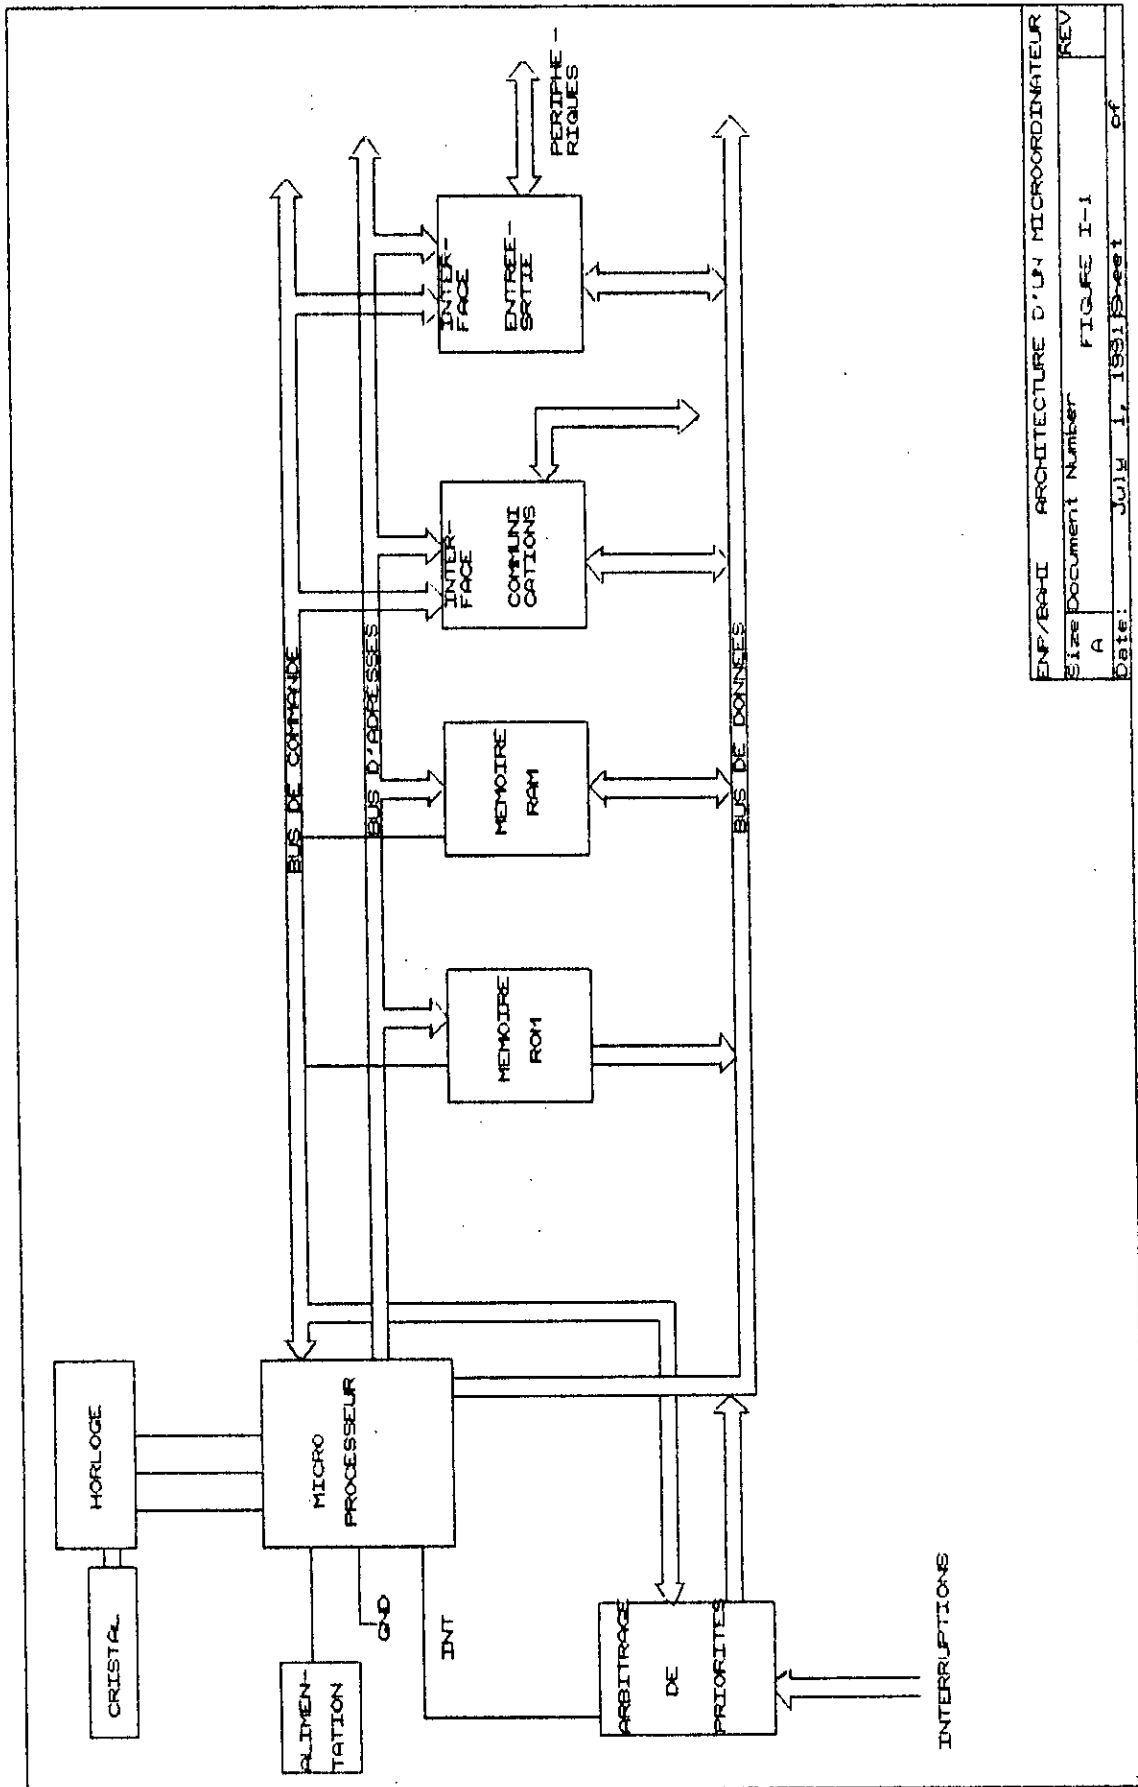 CRISTAL
HORLOGE
ALIMEN-
TATION
GND
INT
MICRO
PROCESSEUR
ARBITRAGE
DE
PRIORITES
INTERRUPTIONS
BUS DE COMMANDE
BUS D'ADRESSES
BUS DE DONNEES
MEMOIRE
ROM
MEMOIRE
RAM
INTER-
FACE
COMMUNI
CATIONS
INTER-
FACE
ENTREE-
SRTIE
PERIPHE-
RIQUES
ENP/BAHI ARCHITECTURE D'UN MICROORDINATEUR
Size Document Number REV
A FIGURE I-1
Date: July 1, 1991 Sheet of